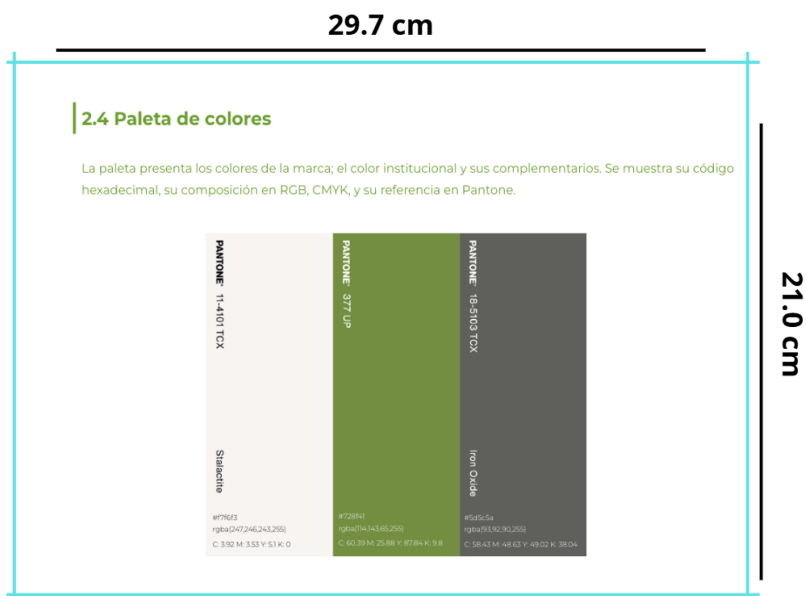 29.7 cm
2.4 Paleta de colores
La paleta presenta los colores de la marca; el color institucional y sus complementarios. Se muestra su código
hexadecimal, su composición en RGB, CMYK, y su referencia en Pantone.
PANTONE® 11-4101 TCX
Stalactite
#f7f6f3
rgba(247,246,243,255)
C: 3.92 M: 3.53 Y: 5.1 K: 0
PANTONE® 377 UP
#728f41
rgba(114,143,65,255)
C: 60.39 M: 25.88 Y: 87.84 K: 9.8
PANTONE® 18-5103 TCX
Iron Oxide
#5d5c5a
rgba(93,92,90,255)
C: 58.43 M: 48.63 Y: 49.02 K: 38.04
21.0 cm